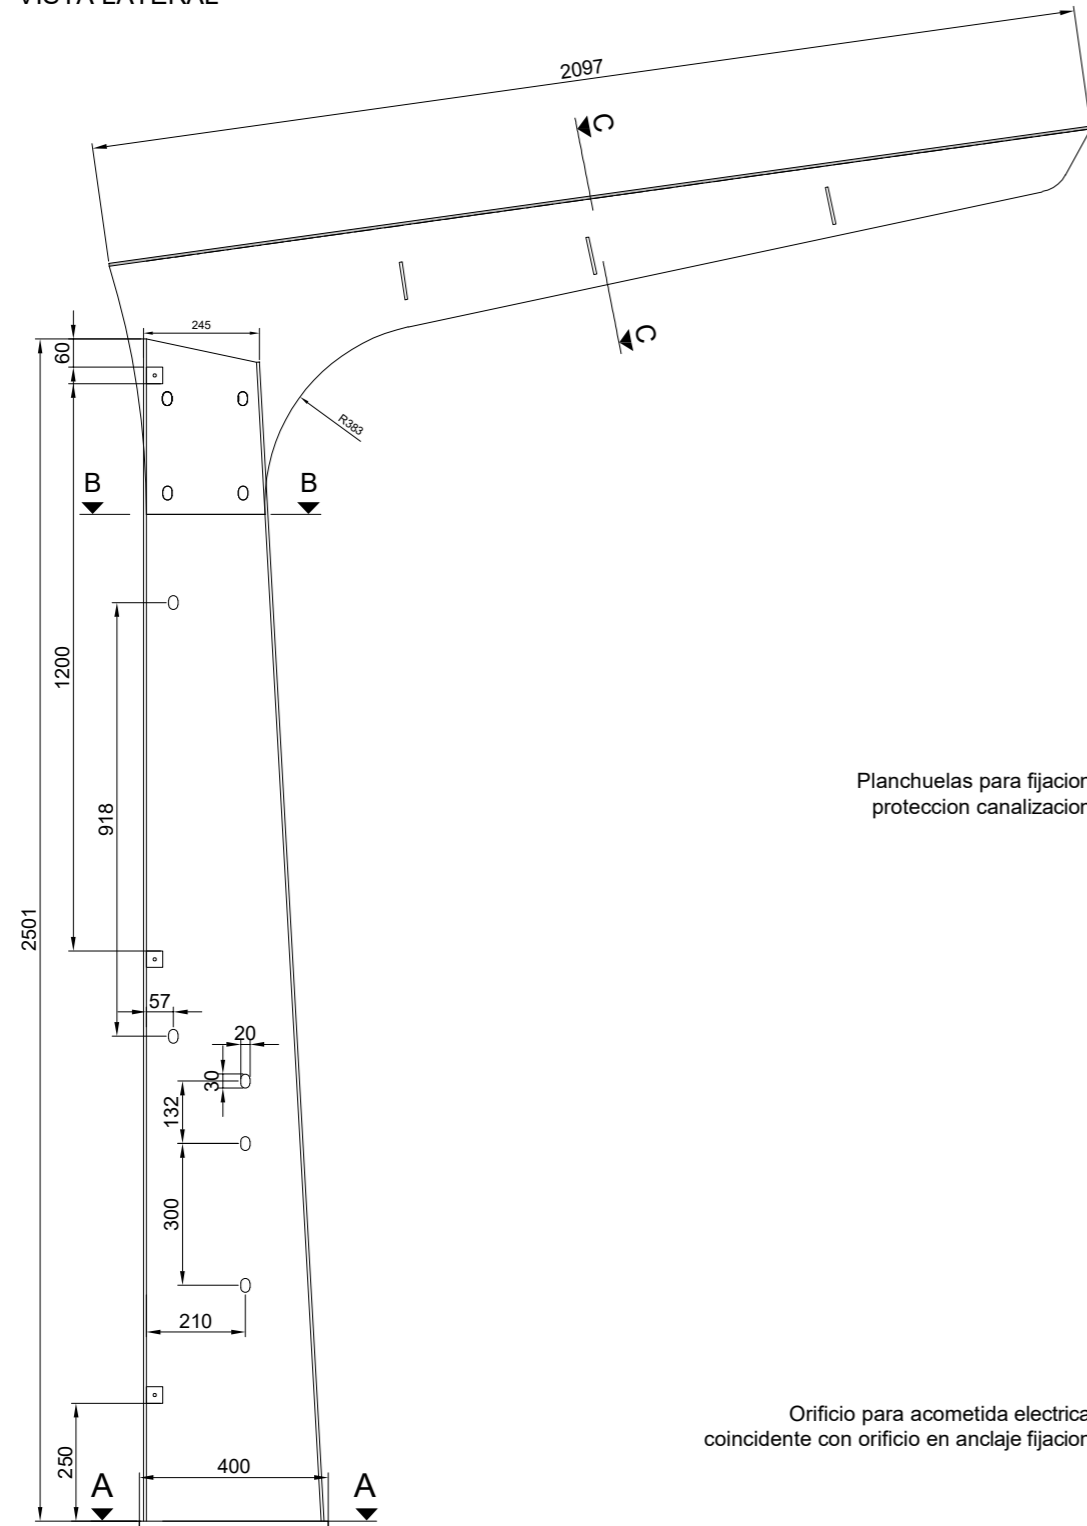 VISTA LATERAL
2097
C
245
60
C
R383
B
B
1200
918
Planchuelas para fijacion
proteccion canalizacion
2501
57
20
30
132
300
210
Orificio para acometida electrica
coincidente con orificio en anclaje fijacion
250
400
A
A